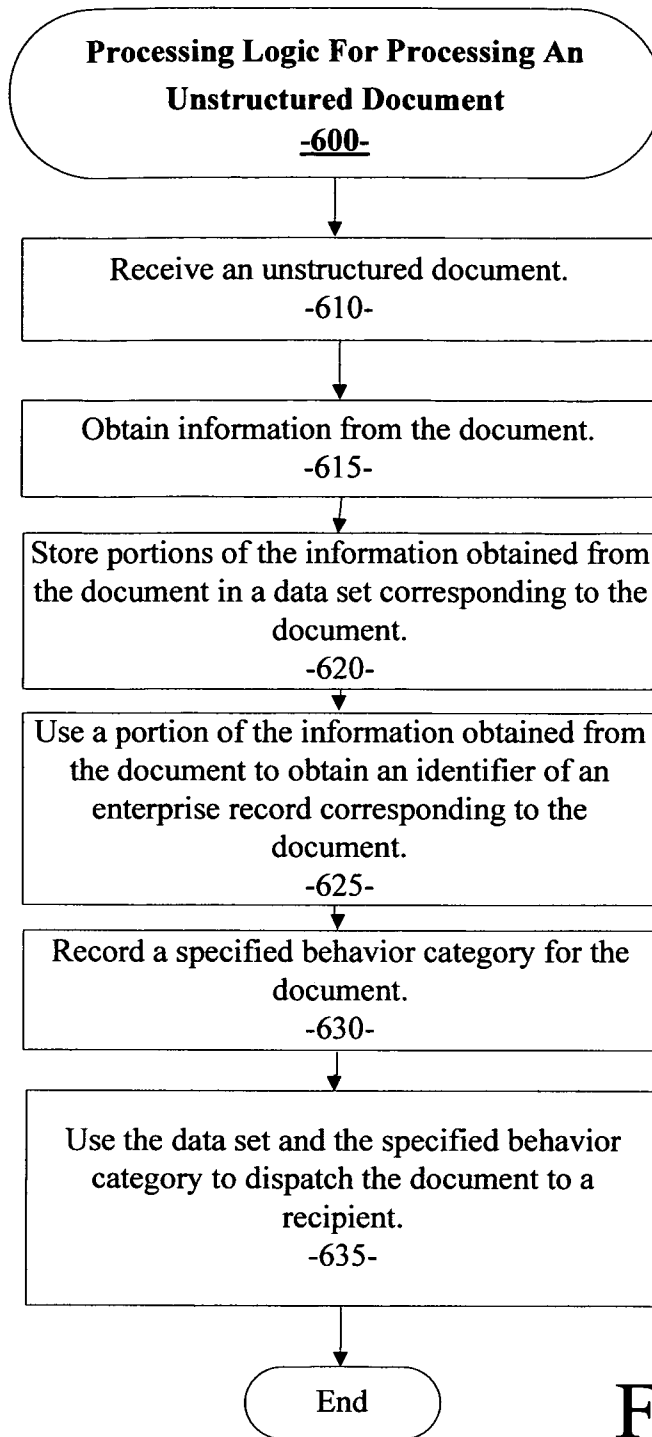 Processing Logic For Processing An
Unstructured Document
-600-
Receive an unstructured document.
-610-
Obtain information from the document.
-615-
Store portions of the information obtained from
the document in a data set corresponding to the
document.
-620-
Use a portion of the information obtained from
the document to obtain an identifier of an
enterprise record corresponding to the
document.
-625-
Record a specified behavior category for the
document.
-630-
Use the data set and the specified behavior
category to dispatch the document to a
recipient.
-635-
End
F